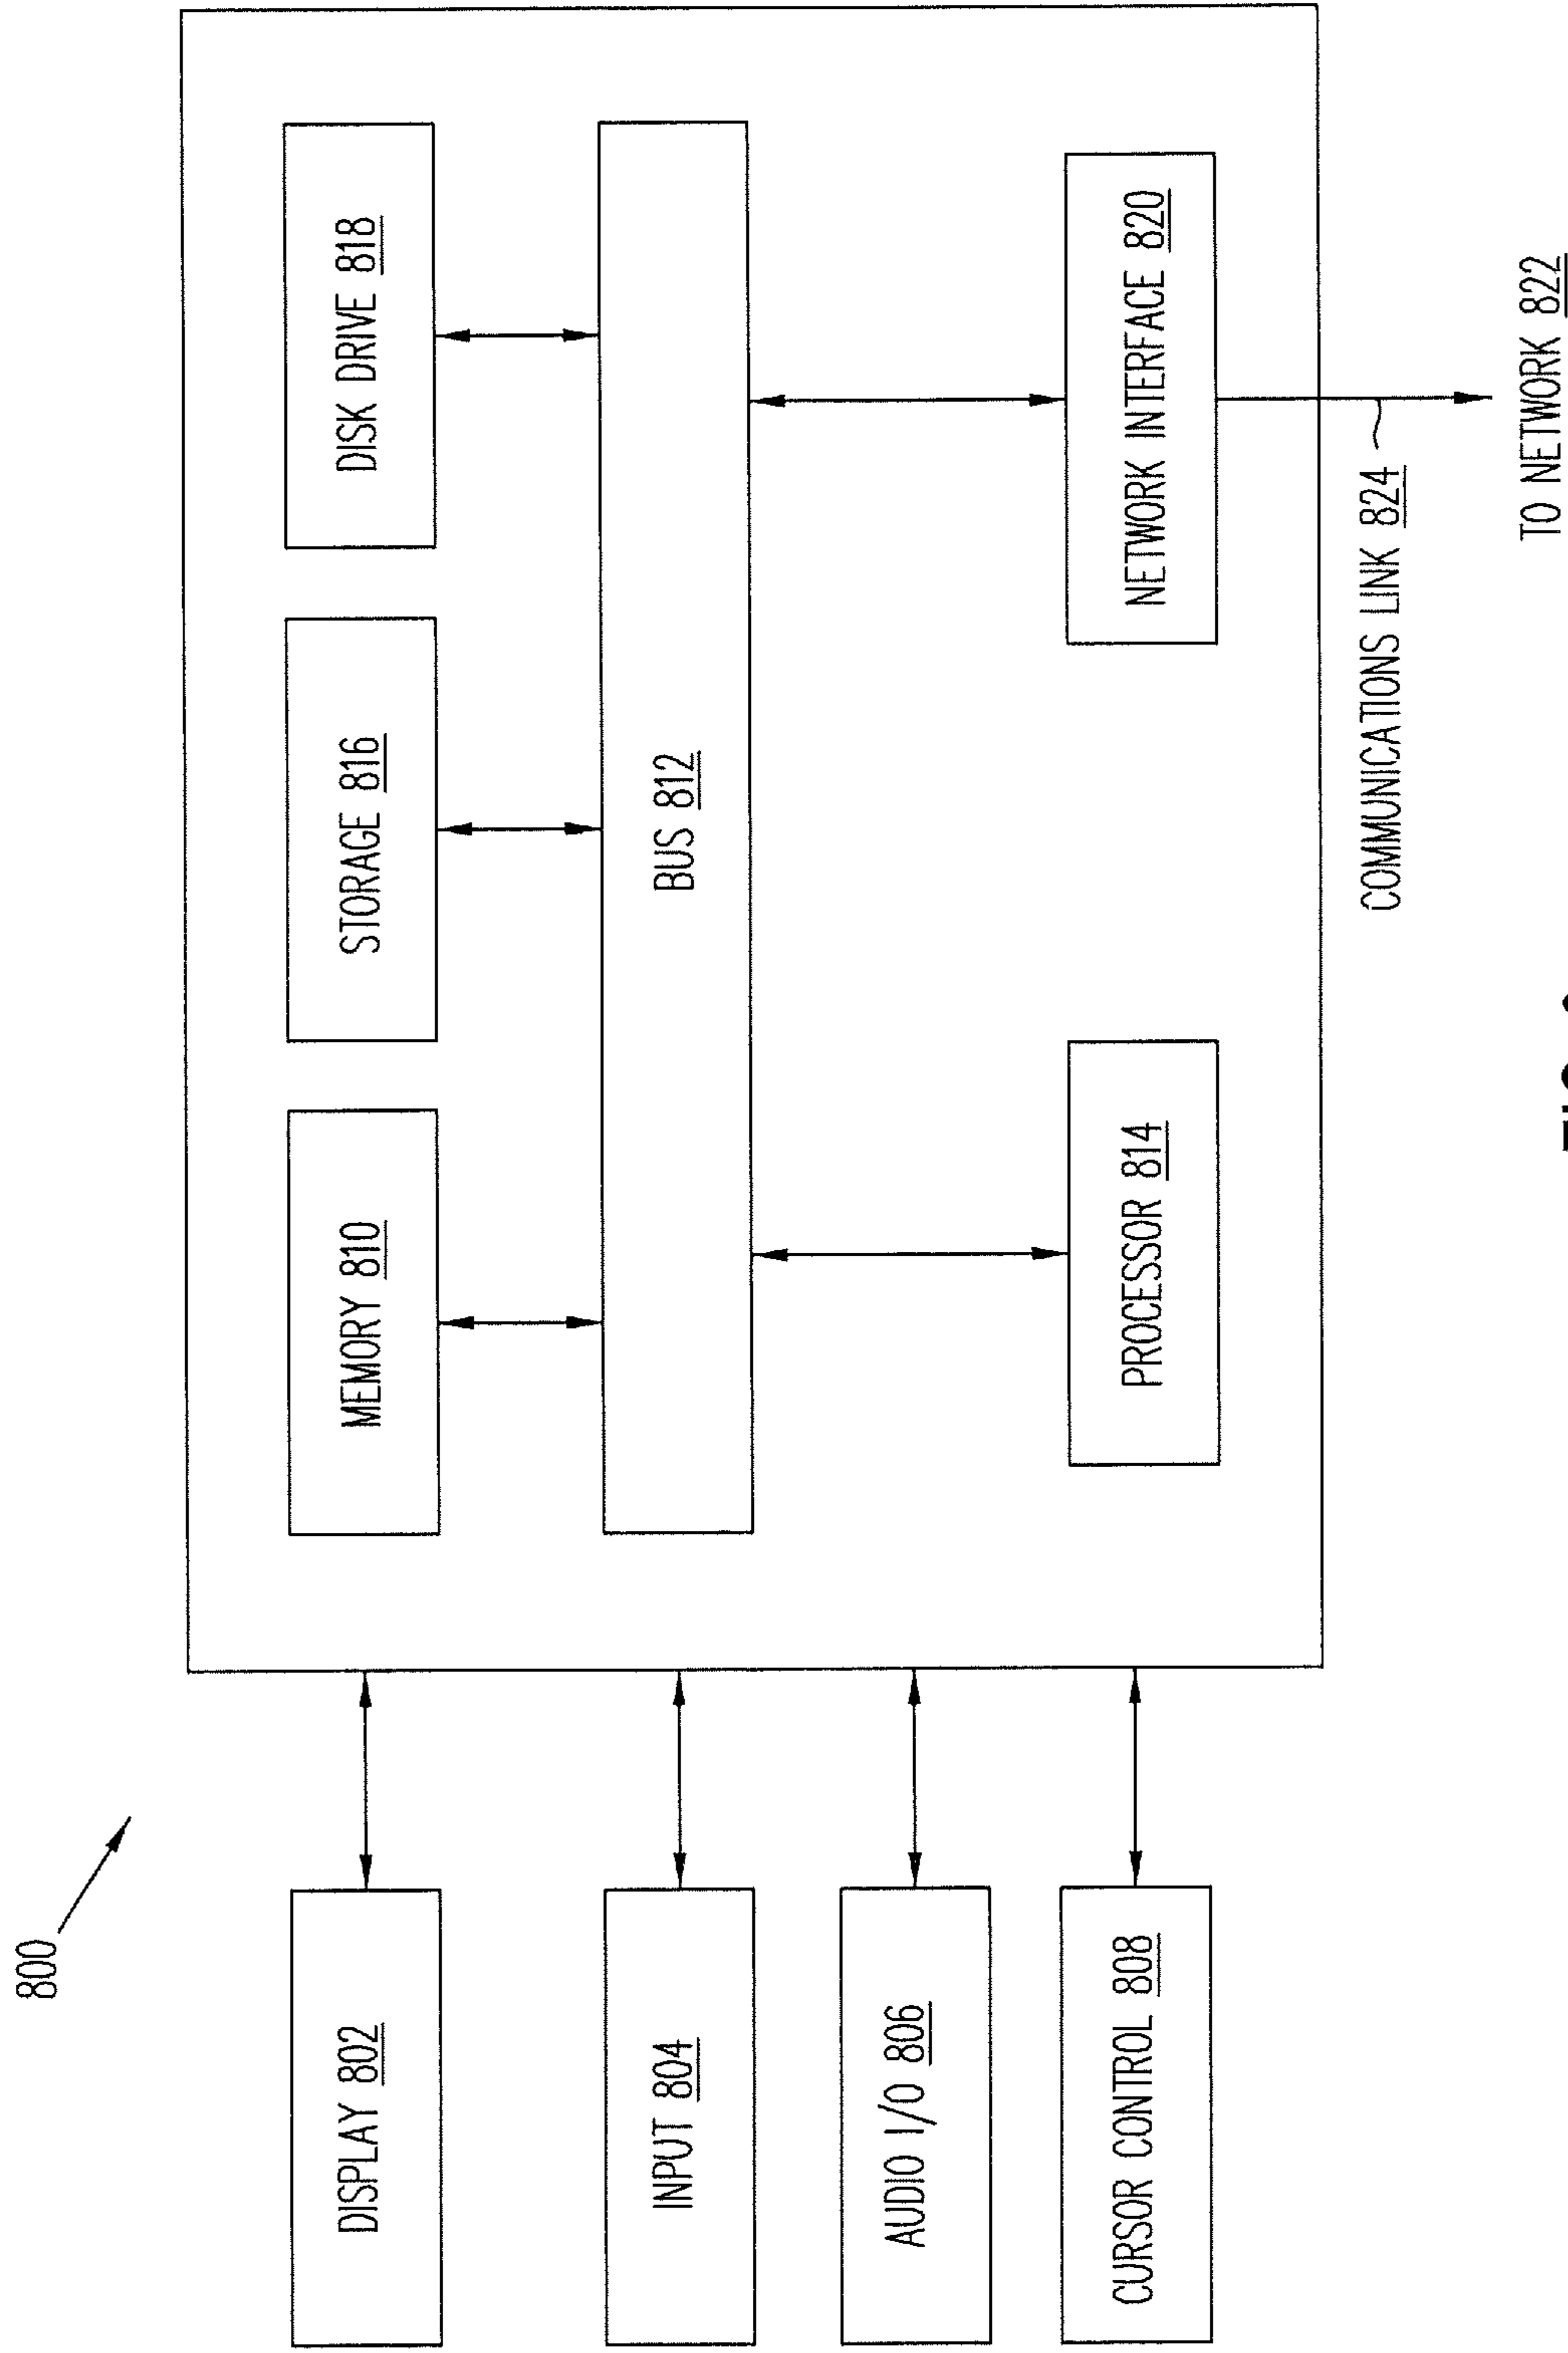 800
DISPLAY 802
INPUT 804
AUDIO I/O 806
CURSOR CONTROL 808
MEMORY 810
STORAGE 816
DISK DRIVE 818
BUS 812
PROCESSOR 814
NETWORK INTERFACE 820
COMMUNICATIONS LINK 824
TO NETWORK 822